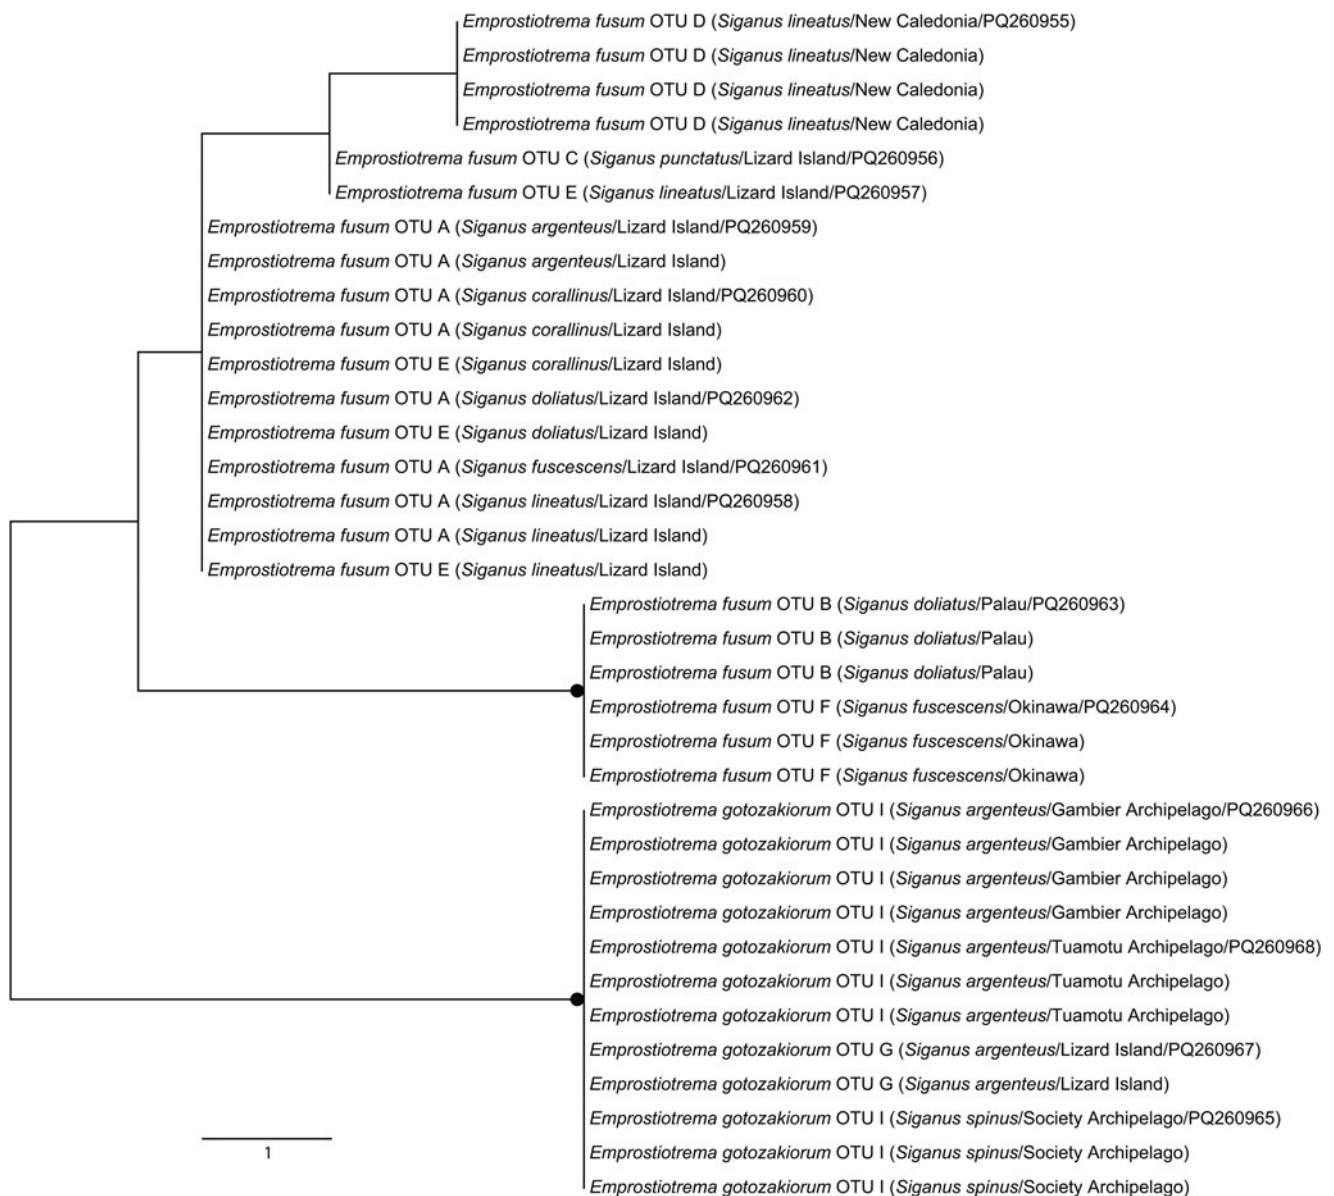 Emprostiotrema fusum OTU D (Siganus lineatus/New Caledonia/PQ260955)
Emprostiotrema fusum OTU D (Siganus lineatus/New Caledonia)
Emprostiotrema fusum OTU D (Siganus lineatus/New Caledonia)
Emprostiotrema fusum OTU D (Siganus lineatus/New Caledonia)
Emprostiotrema fusum OTU C (Siganus punctatus/Lizard Island/PQ260956)
Emprostiotrema fusum OTU E (Siganus lineatus/Lizard Island/PQ260957)
Emprostiotrema fusum OTU A (Siganus argenteus/Lizard Island/PQ260959)
Emprostiotrema fusum OTU A (Siganus argenteus/Lizard Island)
Emprostiotrema fusum OTU A (Siganus corallinus/Lizard Island/PQ260960)
Emprostiotrema fusum OTU A (Siganus corallinus/Lizard Island)
Emprostiotrema fusum OTU E (Siganus corallinus/Lizard Island)
Emprostiotrema fusum OTU A (Siganus doliatus/Lizard Island/PQ260962)
Emprostiotrema fusum OTU E (Siganus doliatus/Lizard Island)
Emprostiotrema fusum OTU A (Siganus fuscescens/Lizard Island/PQ260961)
Emprostiotrema fusum OTU A (Siganus lineatus/Lizard Island/PQ260958)
Emprostiotrema fusum OTU A (Siganus lineatus/Lizard Island)
Emprostiotrema fusum OTU E (Siganus lineatus/Lizard Island)
Emprostiotrema fusum OTU B (Siganus doliatus/Palau/PQ260963)
Emprostiotrema fusum OTU B (Siganus doliatus/Palau)
Emprostiotrema fusum OTU B (Siganus doliatus/Palau)
Emprostiotrema fusum OTU F (Siganus fuscescens/Okinawa/PQ260964)
Emprostiotrema fusum OTU F (Siganus fuscescens/Okinawa)
Emprostiotrema fusum OTU F (Siganus fuscescens/Okinawa)
Emprostiotrema gotozakiorum OTU I (Siganus argenteus/Gambier Archipelago/PQ260966)
Emprostiotrema gotozakiorum OTU I (Siganus argenteus/Gambier Archipelago)
Emprostiotrema gotozakiorum OTU I (Siganus argenteus/Gambier Archipelago)
Emprostiotrema gotozakiorum OTU I (Siganus argenteus/Gambier Archipelago)
Emprostiotrema gotozakiorum OTU I (Siganus argenteus/Tuamotu Archipelago/PQ260968)
Emprostiotrema gotozakiorum OTU I (Siganus argenteus/Tuamotu Archipelago)
Emprostiotrema gotozakiorum OTU I (Siganus argenteus/Tuamotu Archipelago)
Emprostiotrema gotozakiorum OTU G (Siganus argenteus/Lizard Island/PQ260967)
Emprostiotrema gotozakiorum OTU G (Siganus argenteus/Lizard Island)
Emprostiotrema gotozakiorum OTU I (Siganus spinus/Society Archipelago/PQ260965)
Emprostiotrema gotozakiorum OTU I (Siganus spinus/Society Archipelago)
Emprostiotrema gotozakiorum OTU I (Siganus spinus/Society Archipelago)
1